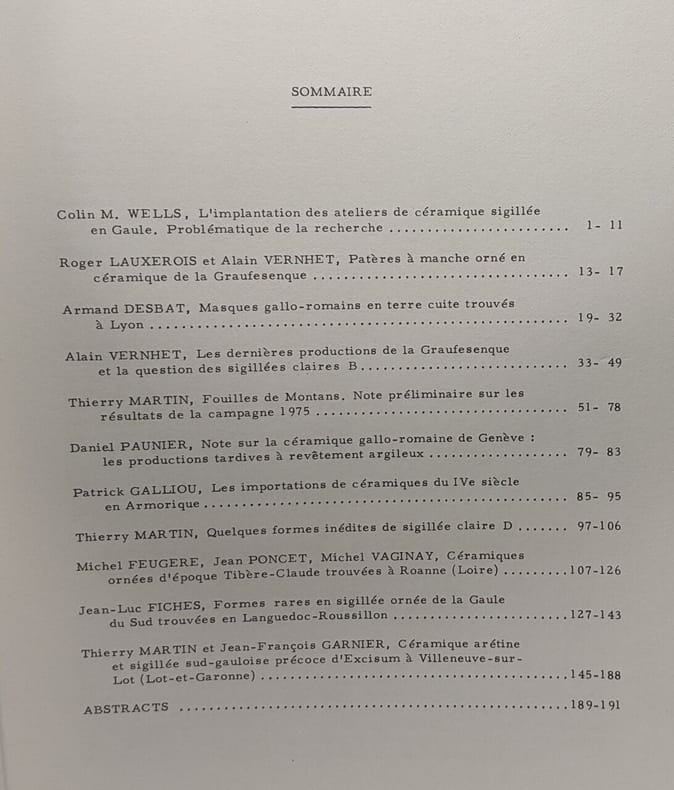 SOMMAIRE
Colin M. WELLS, L'implantation des ateliers de céramique sigillée
en Gaule. Problématique de la recherche ........................ 1- 11
Roger LAUXEROIS et Alain VERNHET, Patères à manche orné en
céramique de la Graufesenque .................................. 13- 17
Armand DESBAT, Masques gallo-romains en terre cuite trouvés
à Lyon ....................................................... 19- 32
Alain VERNHET, Les dernières productions de la Graufesenque
et la question des sigillées claires B............................ 33- 49
Thierry MARTIN, Fouilles de Montans. Note préliminaire sur les
résultats de la campagne 1975 ................................. 51- 78
Daniel PAUNIER, Note sur la céramique gallo-romaine de Genève :
les productions tardives à revêtement argileux ................... 79- 83
Patrick GALLIOU, Les importations de céramiques du IVe siècle
en Armorique ................................................ 85- 95
Thierry MARTIN, Quelques formes inédites de sigillée claire D ....... 97-106
Michel FEUGERE, Jean PONCET, Michel VAGINAY, Céramiques
ornées d'époque Tibère-Claude trouvées à Roanne (Loire) .........107-126
Jean-Luc FICHES, Formes rares en sigillée ornée de la Gaule
du Sud trouvées en Languedoc-Roussillon .......................127-143
Thierry MARTIN et Jean-François GARNIER, Céramique arétine
et sigillée sud-gauloise précoce d'Excisum à Villeneuve-sur-
Lot (Lot-et-Garonne) .........................................145-188
ABSTRACTS ....................................................189-191